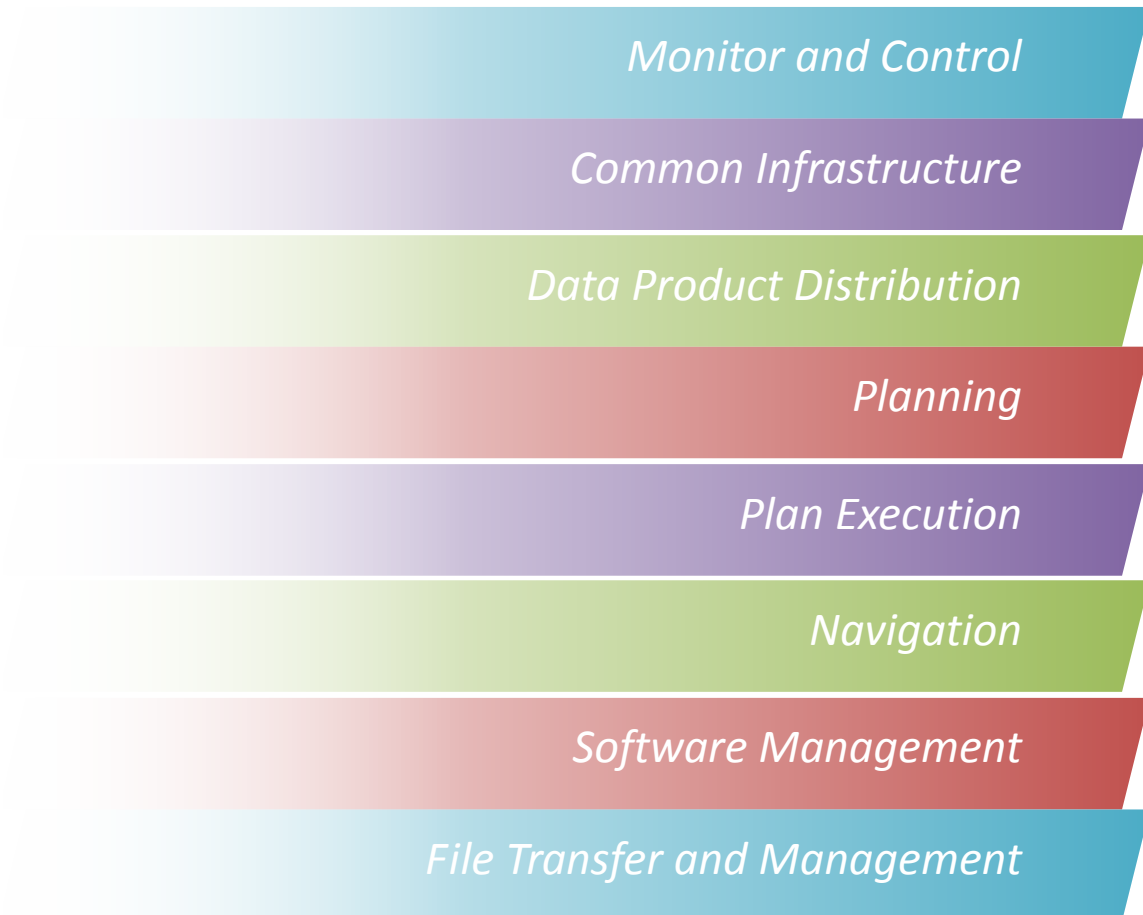 Monitor and Control
Common Infrastructure
Data Product Distribution
Planning
Plan Execution
Navigation
Software Management
File Transfer and Management